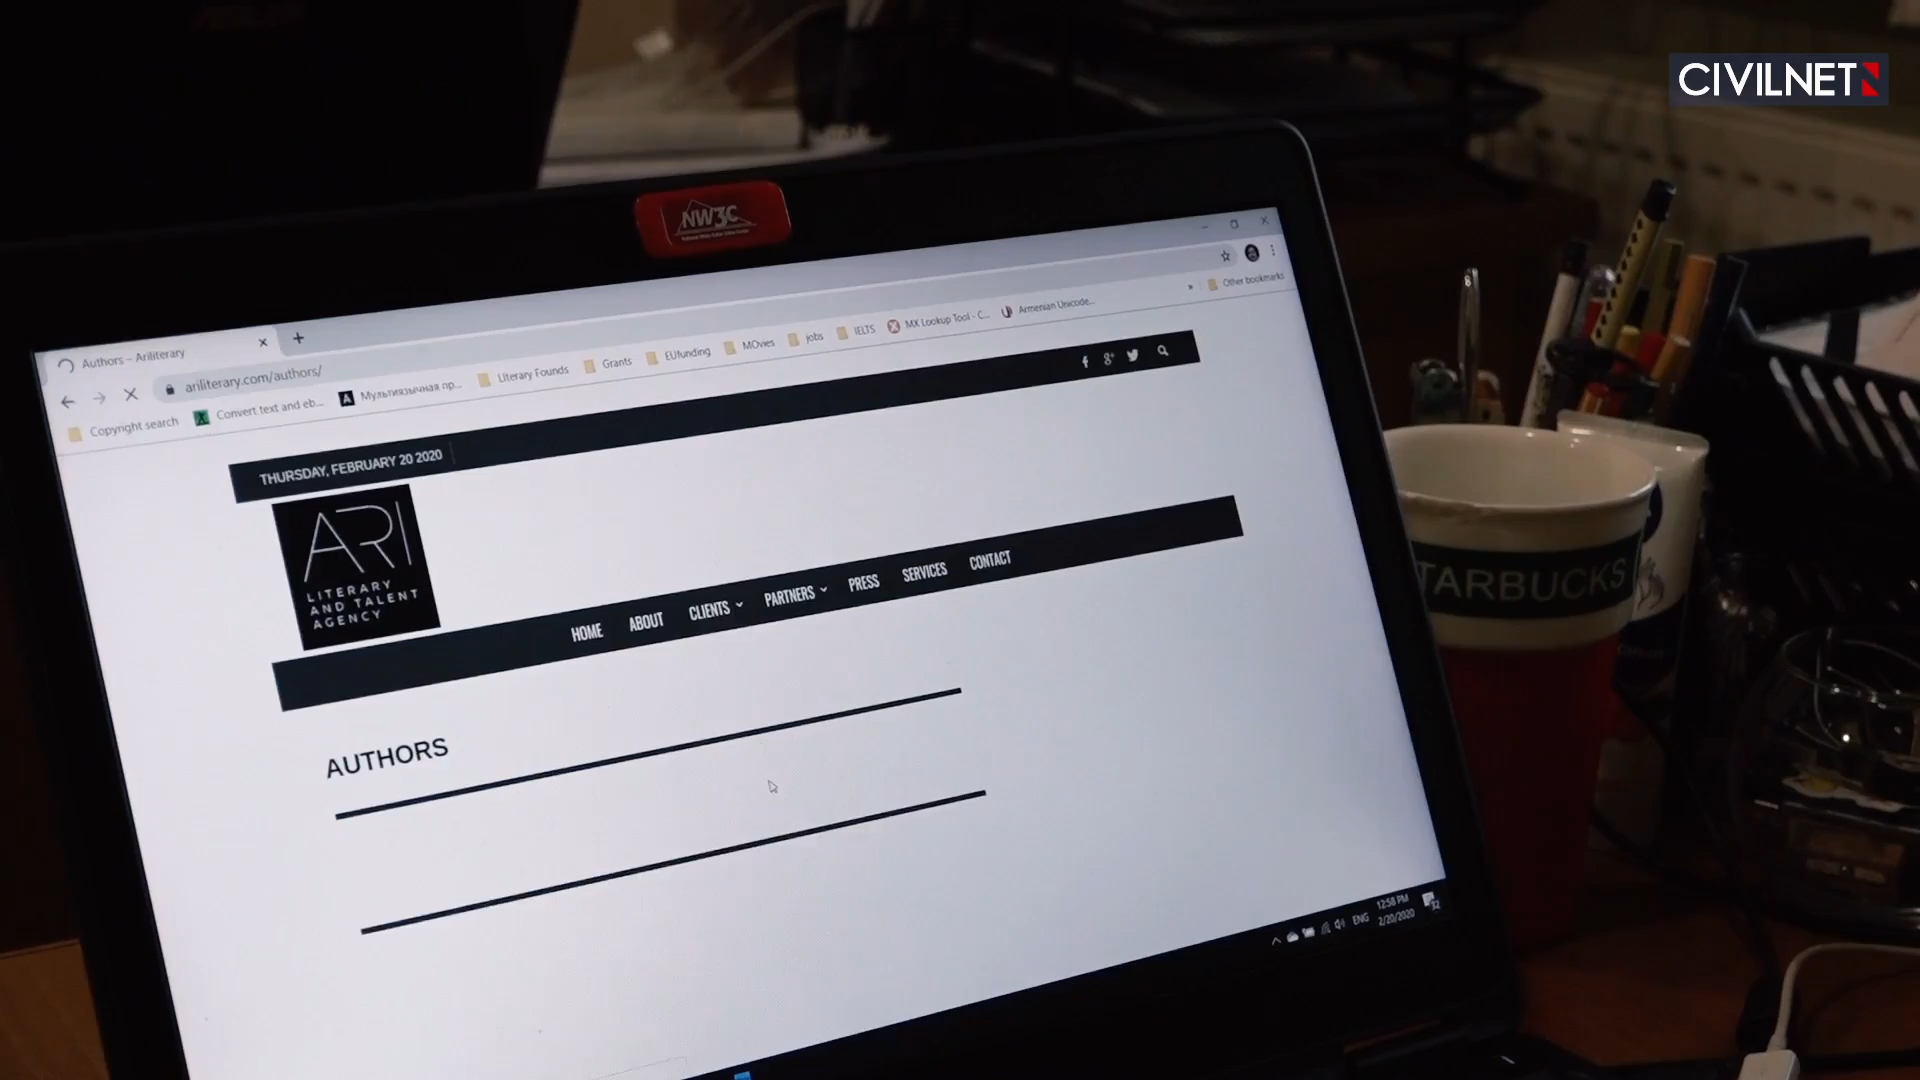 CIVILNET
NW3C
Authors – Ariliterary
ariliterary.com/authors/
Copyright search
Convert text and eb...
Мультиязычная пр...
Literary Founds
Grants
EUfunding
MOvies
jobs
IELTS
MX Lookup Tool - C...
Armenian Unicode...
»
Other bookmarks
THURSDAY, FEBRUARY 20 2020
ARI
LITERARY
AND TALENT
AGENCY
HOME ABOUT CLIENTS PARTNERS PRESS SERVICES CONTACT
AUTHORS
ENG
12:58 PM
2/20/2020
32
TARBUCKS